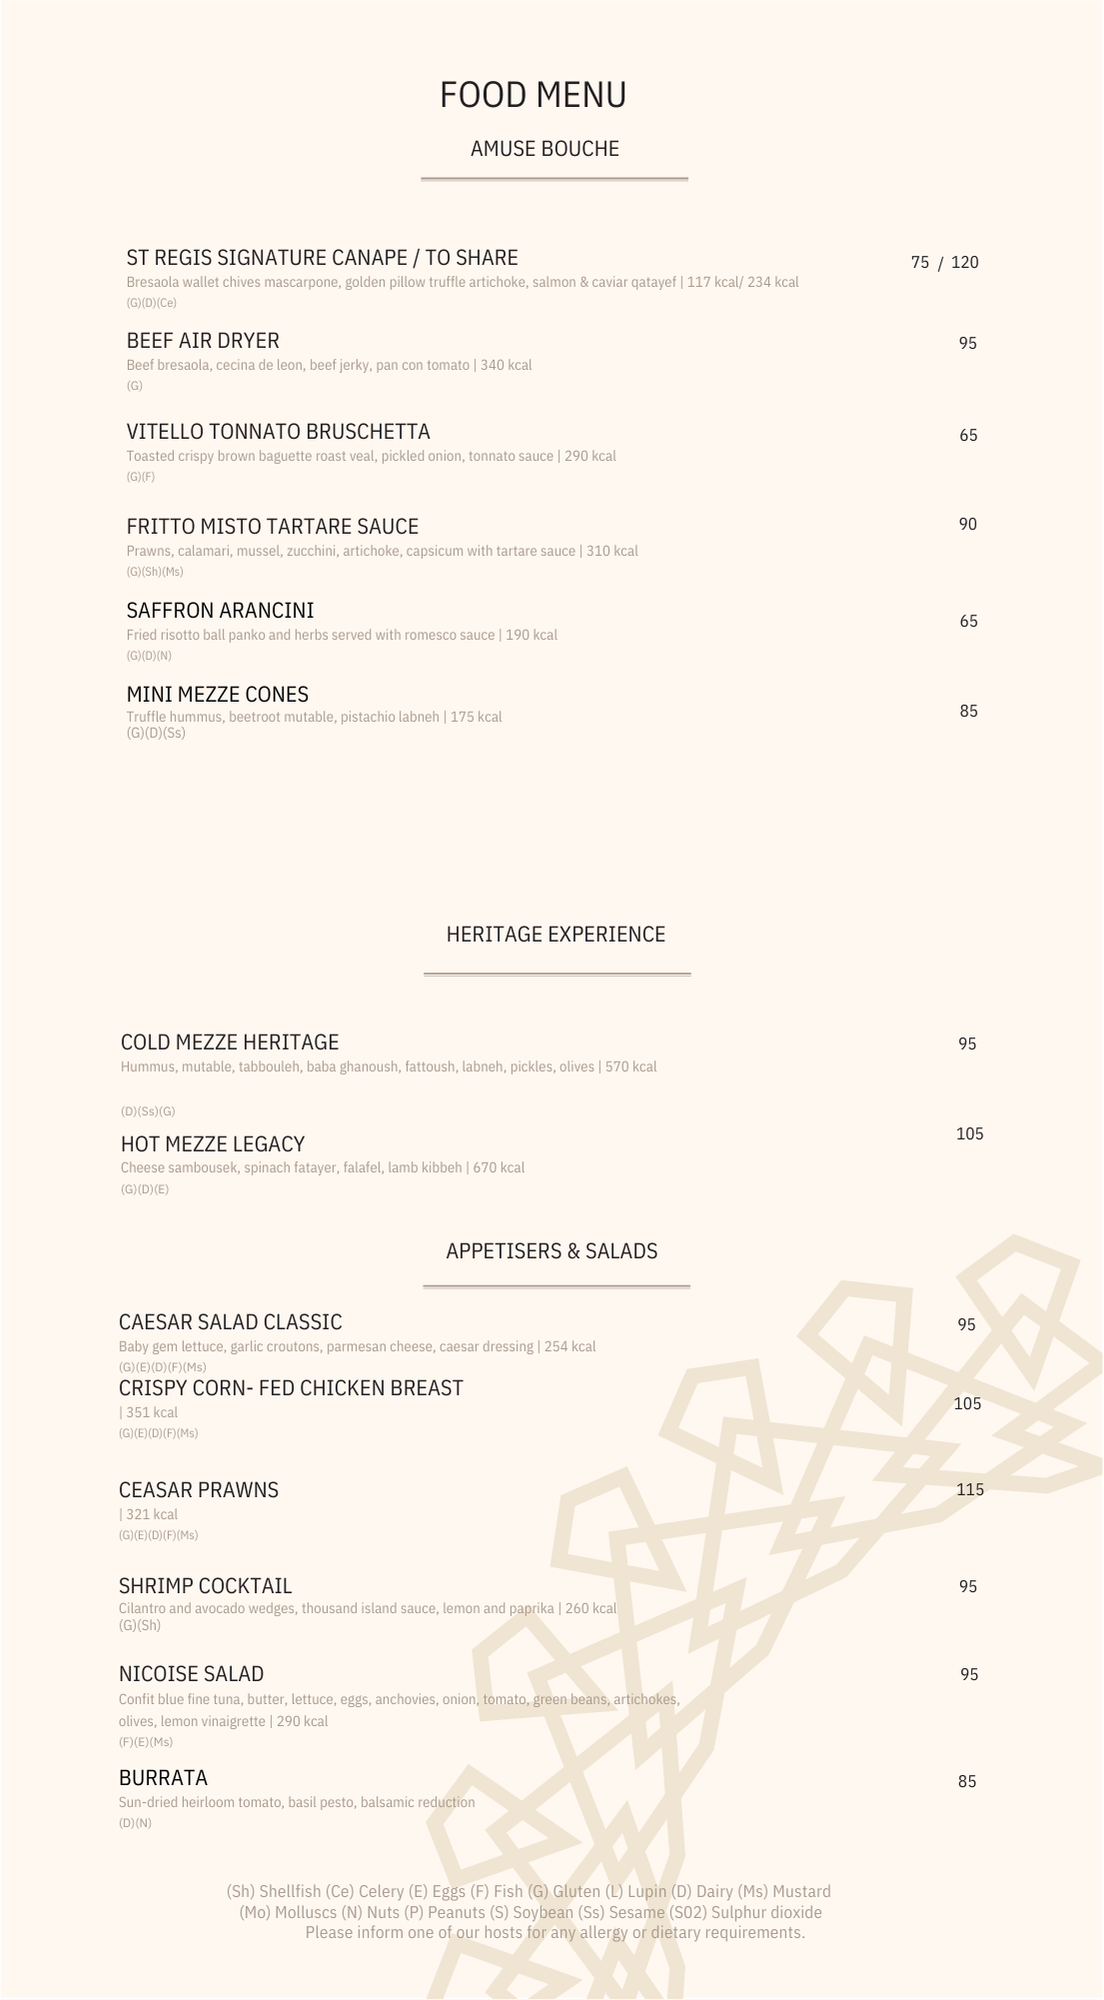 FOOD MENU
AMUSE BOUCHE
ST REGIS SIGNATURE CANAPE / TO SHARE
75 / 120
Bresaola wallet chives mascarpone, golden pillow truffle artichoke, salmon & caviar qatayef | 117 kcal/ 234 kcal
(G)(D)(Ce)
BEEF AIR DRYER
95
Beef bresaola, cecina de leon, beef jerky, pan con tomato | 340 kcal
(G)
VITELLO TONNATO BRUSCHETTA
65
Toasted crispy brown baguette roast veal, pickled onion, tonnato sauce | 290 kcal
(G)(F)
FRITTO MISTO TARTARE SAUCE
90
Prawns, calamari, mussel, zucchini, artichoke, capsicum with tartare sauce | 310 kcal
(G)(Sh)(Ms)
SAFFRON ARANCINI
65
Fried risotto ball panko and herbs served with romesco sauce | 190 kcal
(G)(D)(N)
MINI MEZZE CONES
85
Truffle hummus, beetroot mutable, pistachio labneh | 175 kcal
(G)(D)(Ss)
HERITAGE EXPERIENCE
COLD MEZZE HERITAGE
95
Hummus, mutable, tabbouleh, baba ghanoush, fattoush, labneh, pickles, olives | 570 kcal
(D)(Ss)(G)
HOT MEZZE LEGACY
105
Cheese sambousek, spinach fatayer, falafel, lamb kibbeh | 670 kcal
(G)(D)(E)
APPETISERS & SALADS
CAESAR SALAD CLASSIC
95
Baby gem lettuce, garlic croutons, parmesan cheese, caesar dressing | 254 kcal
(G)(E)(D)(F)(Ms)
CRISPY CORN- FED CHICKEN BREAST
105
| 351 kcal
(G)(E)(D)(F)(Ms)
CEASAR PRAWNS
115
| 321 kcal
(G)(E)(D)(F)(Ms)
SHRIMP COCKTAIL
95
Cilantro and avocado wedges, thousand island sauce, lemon and paprika | 260 kcal
(G)(Sh)
NICOISE SALAD
95
Confit blue fine tuna, butter, lettuce, eggs, anchovies, onion, tomato, green beans, artichokes,
olives, lemon vinaigrette | 290 kcal
(F)(E)(Ms)
BURRATA
85
Sun-dried heirloom tomato, basil pesto, balsamic reduction
(D)(N)
(Sh) Shellfish (Ce) Celery (E) Eggs (F) Fish (G) Gluten (L) Lupin (D) Dairy (Ms) Mustard
(Mo) Molluscs (N) Nuts (P) Peanuts (S) Soybean (Ss) Sesame (S02) Sulphur dioxide
Please inform one of our hosts for any allergy or dietary requirements.